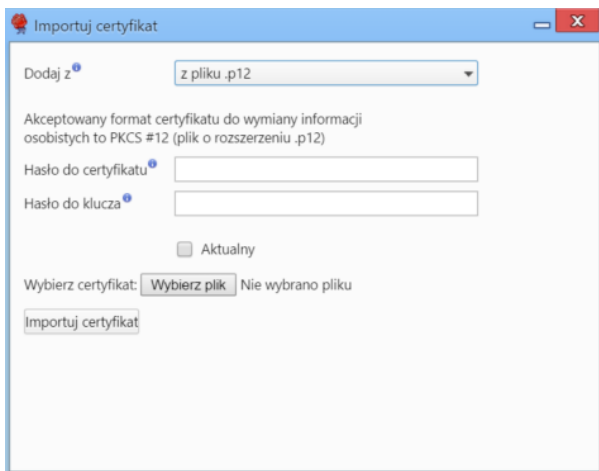 Importuj certyfikat
Dodaj z
z pliku .p12
Akceptowany format certyfikatu do wymiany informacji
osobistych to PKCS #12 (plik o rozszerzeniu .p12)
Hasło do certyfikatu
Hasło do klucza
Aktualny
Wybierz certyfikat: Wybierz plik Nie wybrano pliku
Importuj certyfikat